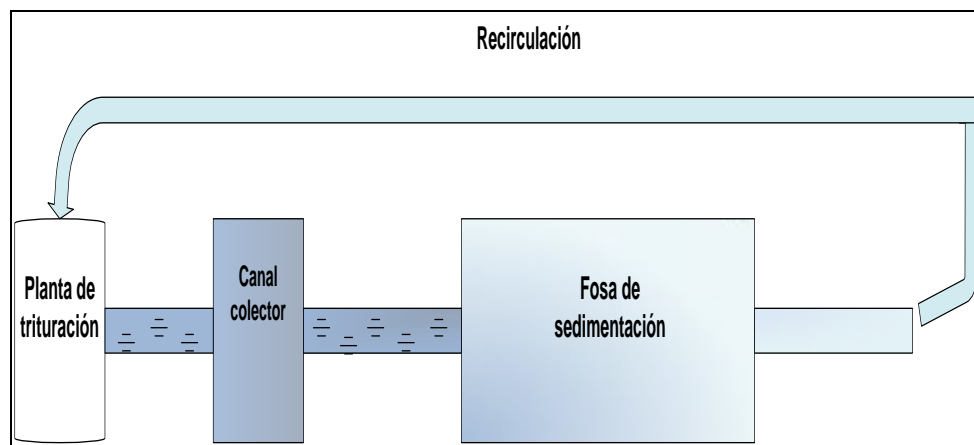 Recirculación
Planta de
trituración
Canal
colector
Fosa de
sedimentación